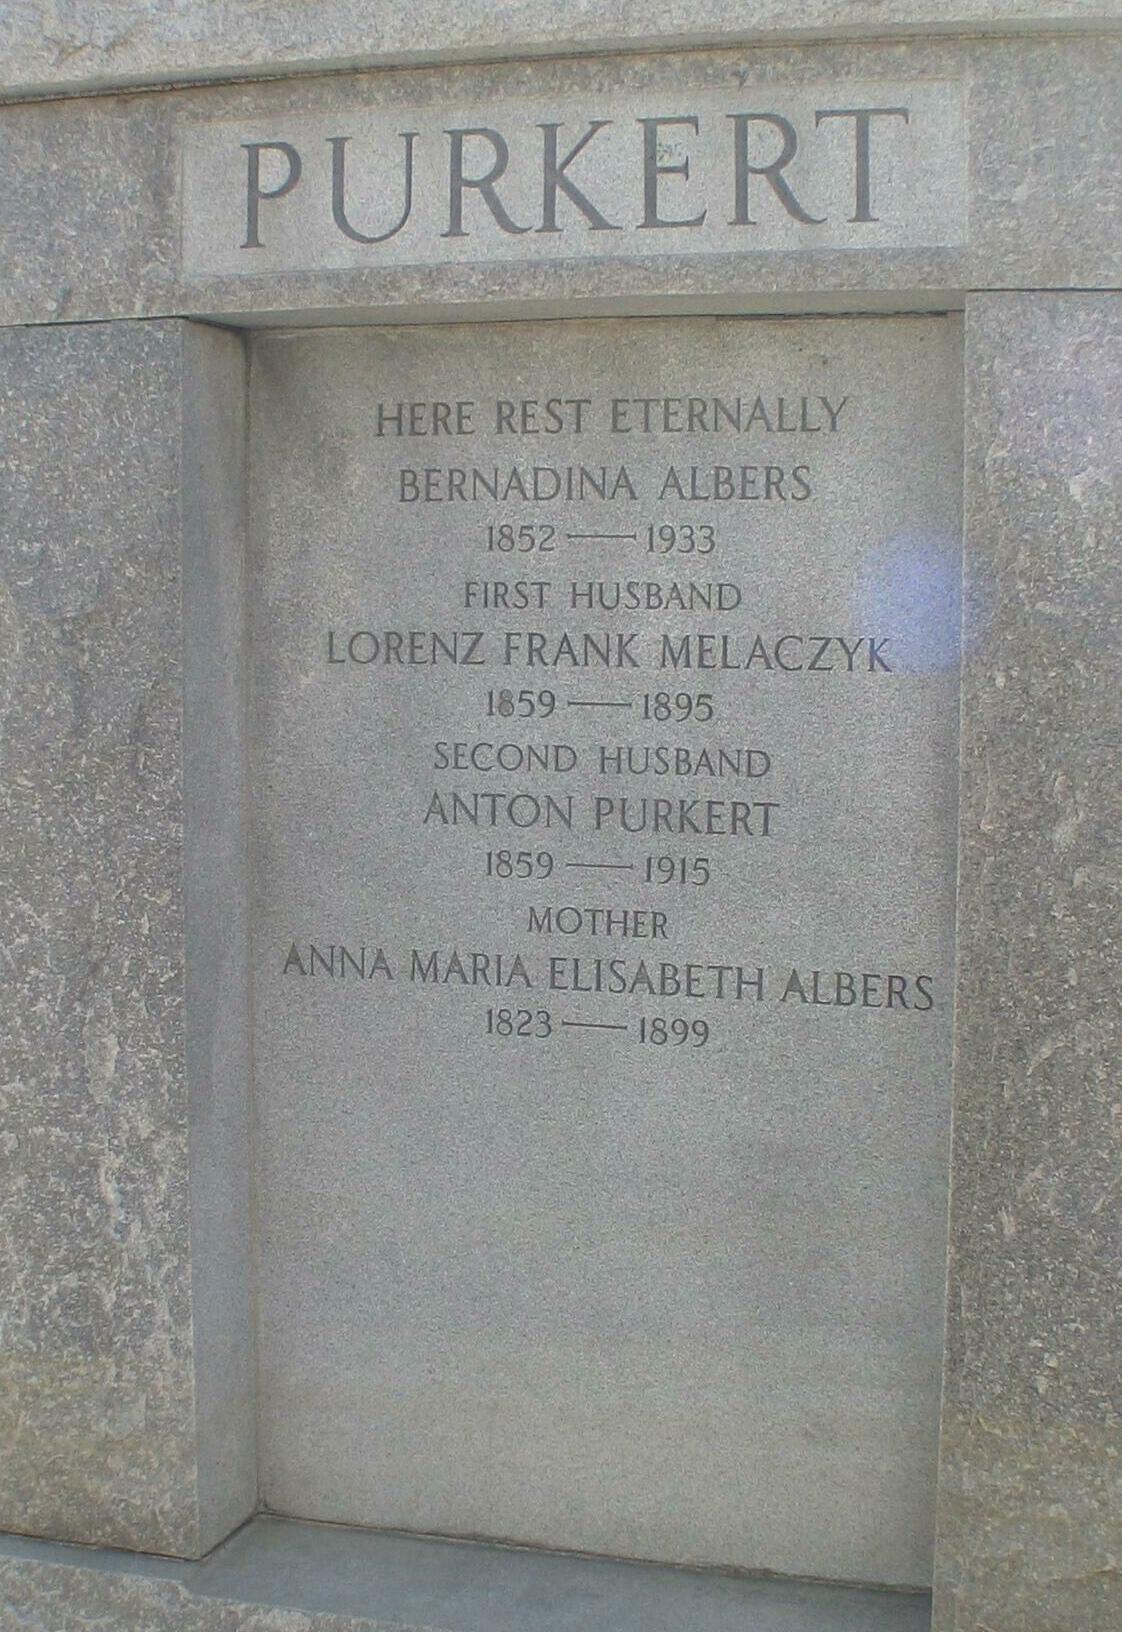 PURKERT
HERE REST ETERNALLY
BERNADINA ALBERS
1852 — 1933
FIRST HUSBAND
LORENZ FRANK MELACZYK
1859 — 1895
SECOND HUSBAND
ANTON PURKERT
1859 — 1915
MOTHER
ANNA MARIA ELISABETH ALBERS
1823 — 1899